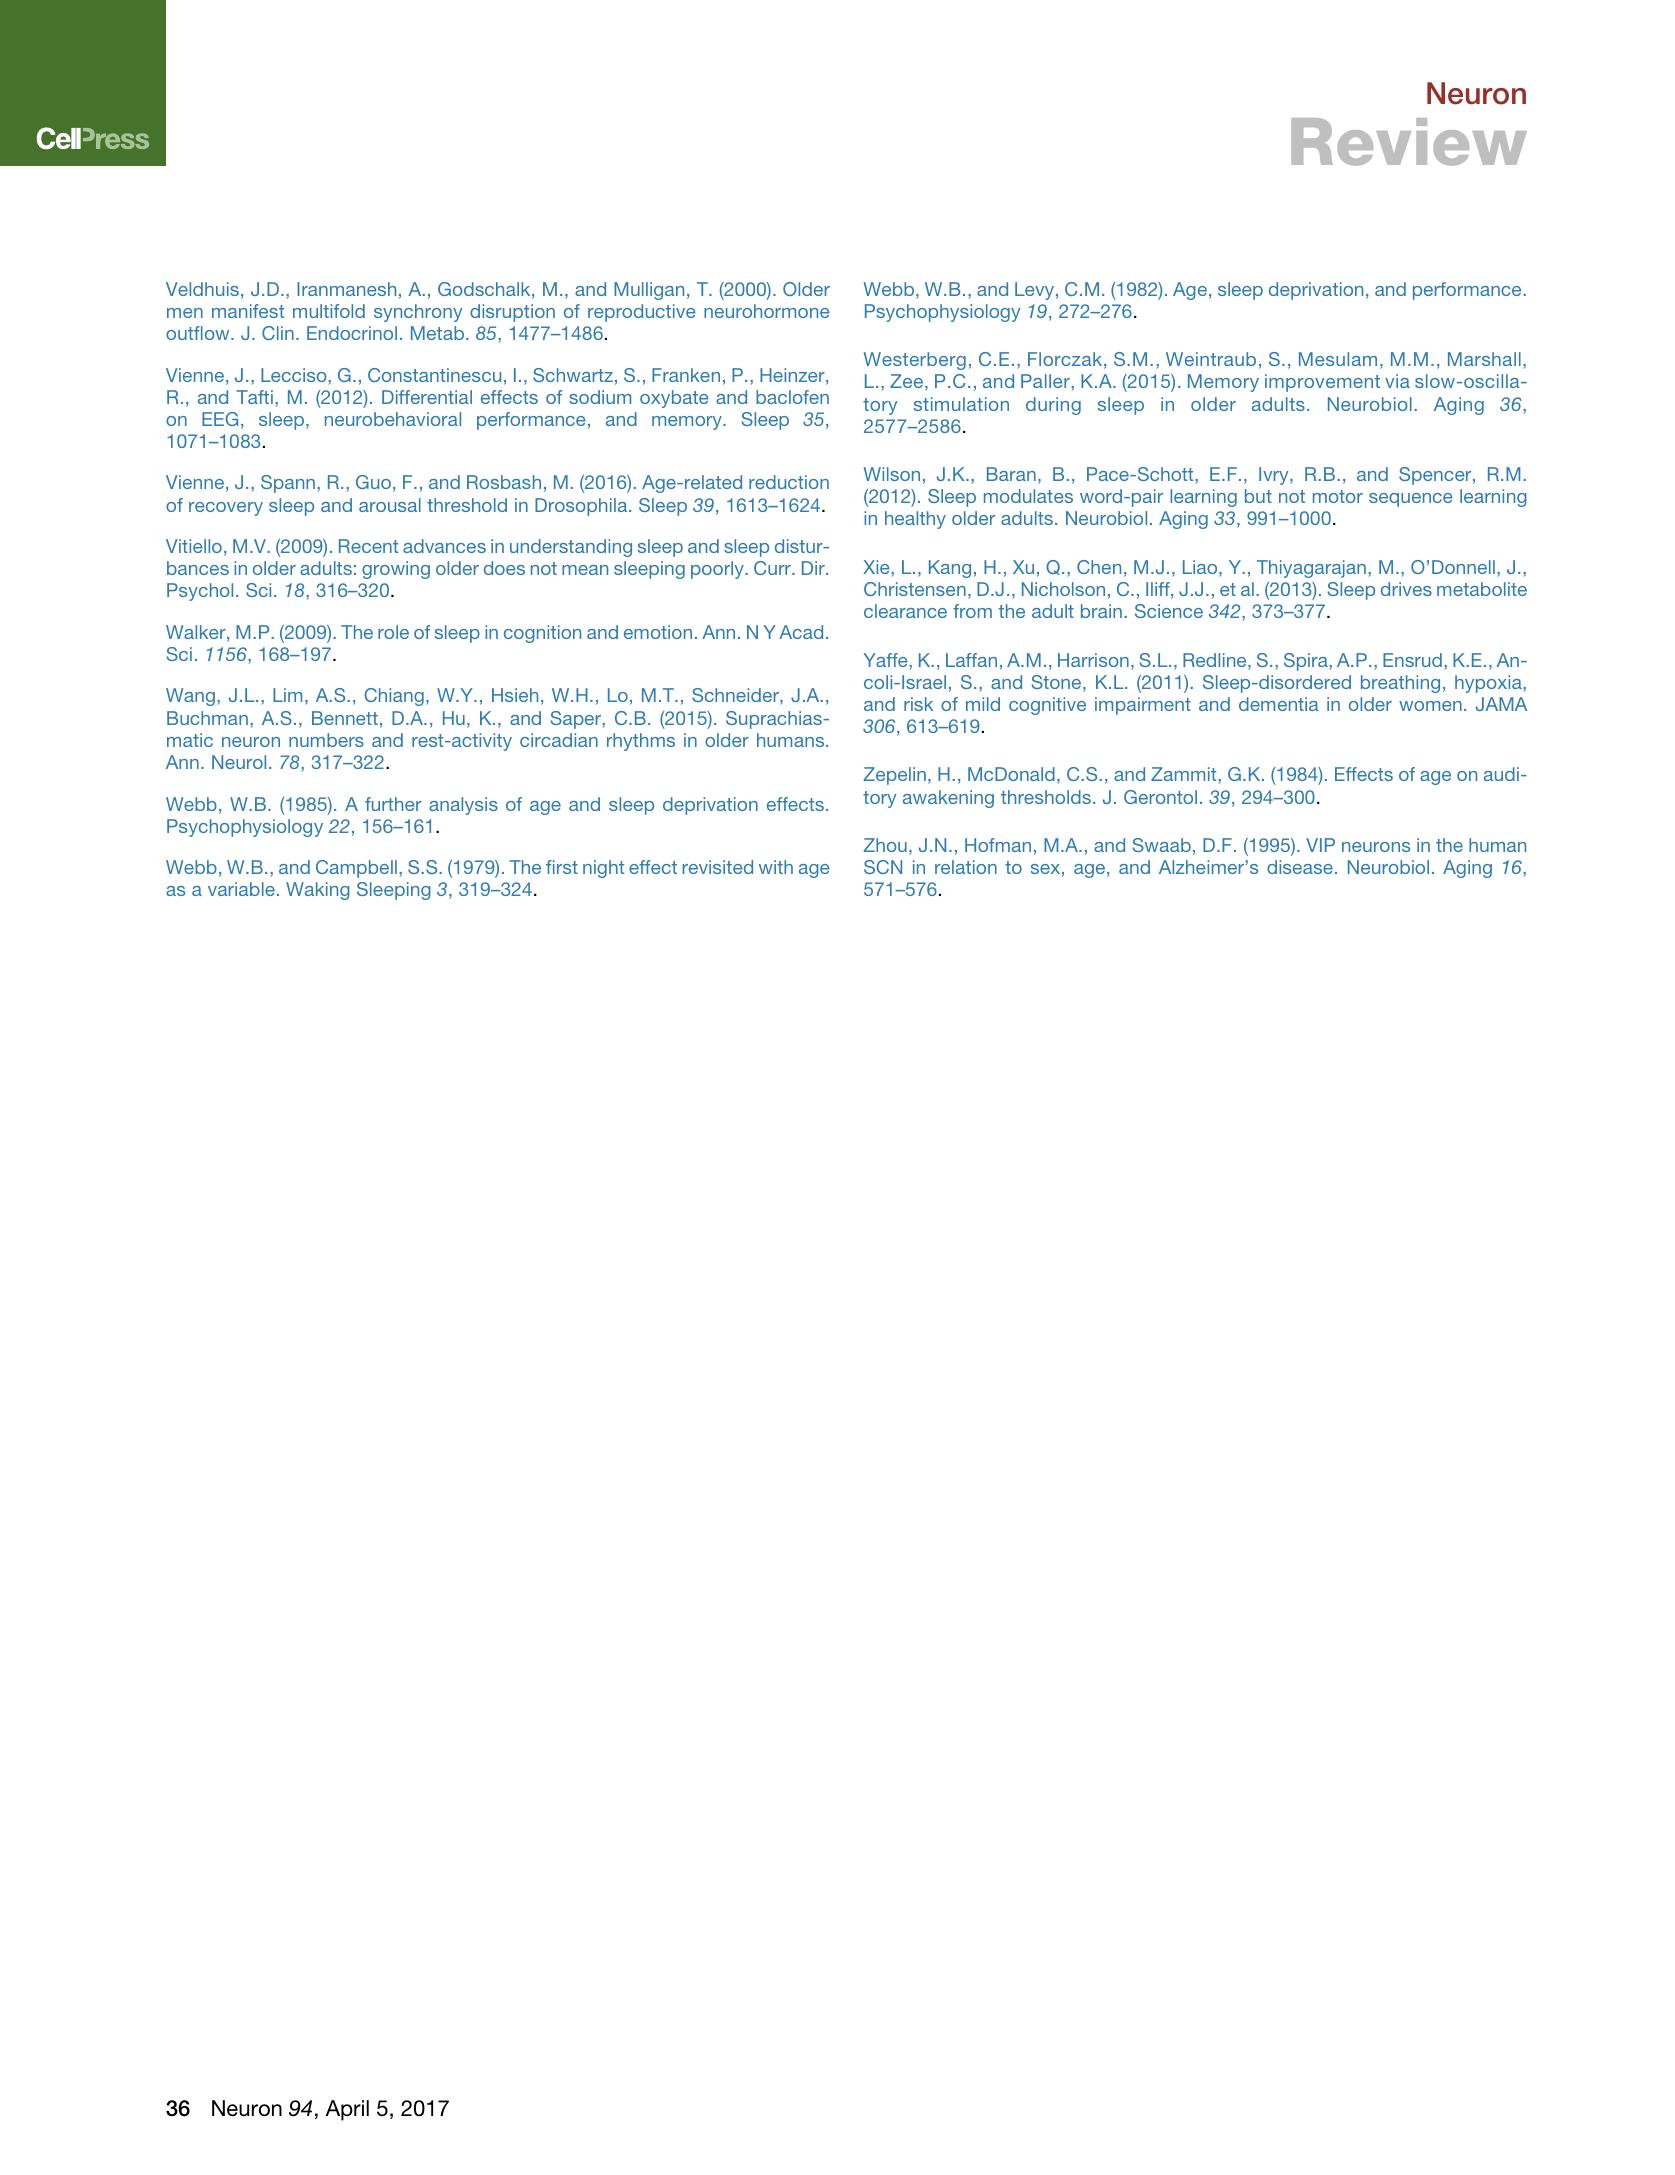 CellPress
Neuron
Review
Veldhuis, J.D., Iranmanesh, A., Godschalk, M., and Mulligan, T. (2000). Older
men manifest multifold synchrony disruption of reproductive neurohormone
outflow. J. Clin. Endocrinol. Metab. 85, 1477–1486.
Vienne, J., Lecciso, G., Constantinescu, I., Schwartz, S., Franken, P., Heinzer,
R., and Tafti, M. (2012). Differential effects of sodium oxybate and baclofen
on EEG, sleep, neurobehavioral performance, and memory. Sleep 35,
1071–1083.
Vienne, J., Spann, R., Guo, F., and Rosbash, M. (2016). Age-related reduction
of recovery sleep and arousal threshold in Drosophila. Sleep 39, 1613–1624.
Vitiello, M.V. (2009). Recent advances in understanding sleep and sleep distur-
bances in older adults: growing older does not mean sleeping poorly. Curr. Dir.
Psychol. Sci. 18, 316–320.
Walker, M.P. (2009). The role of sleep in cognition and emotion. Ann. N Y Acad.
Sci. 1156, 168–197.
Wang, J.L., Lim, A.S., Chiang, W.Y., Hsieh, W.H., Lo, M.T., Schneider, J.A.,
Buchman, A.S., Bennett, D.A., Hu, K., and Saper, C.B. (2015). Suprachias-
matic neuron numbers and rest-activity circadian rhythms in older humans.
Ann. Neurol. 78, 317–322.
Webb, W.B. (1985). A further analysis of age and sleep deprivation effects.
Psychophysiology 22, 156–161.
Webb, W.B., and Campbell, S.S. (1979). The first night effect revisited with age
as a variable. Waking Sleeping 3, 319–324.
Webb, W.B., and Levy, C.M. (1982). Age, sleep deprivation, and performance.
Psychophysiology 19, 272–276.
Westerberg, C.E., Florczak, S.M., Weintraub, S., Mesulam, M.M., Marshall,
L., Zee, P.C., and Paller, K.A. (2015). Memory improvement via slow-oscilla-
tory stimulation during sleep in older adults. Neurobiol. Aging 36,
2577–2586.
Wilson, J.K., Baran, B., Pace-Schott, E.F., Ivry, R.B., and Spencer, R.M.
(2012). Sleep modulates word-pair learning but not motor sequence learning
in healthy older adults. Neurobiol. Aging 33, 991–1000.
Xie, L., Kang, H., Xu, Q., Chen, M.J., Liao, Y., Thiyagarajan, M., O’Donnell, J.,
Christensen, D.J., Nicholson, C., Iliff, J.J., et al. (2013). Sleep drives metabolite
clearance from the adult brain. Science 342, 373–377.
Yaffe, K., Laffan, A.M., Harrison, S.L., Redline, S., Spira, A.P., Ensrud, K.E., An-
coli-Israel, S., and Stone, K.L. (2011). Sleep-disordered breathing, hypoxia,
and risk of mild cognitive impairment and dementia in older women. JAMA
306, 613–619.
Zepelin, H., McDonald, C.S., and Zammit, G.K. (1984). Effects of age on audi-
tory awakening thresholds. J. Gerontol. 39, 294–300.
Zhou, J.N., Hofman, M.A., and Swaab, D.F. (1995). VIP neurons in the human
SCN in relation to sex, age, and Alzheimer’s disease. Neurobiol. Aging 16,
571–576.
36 Neuron 94, April 5, 2017